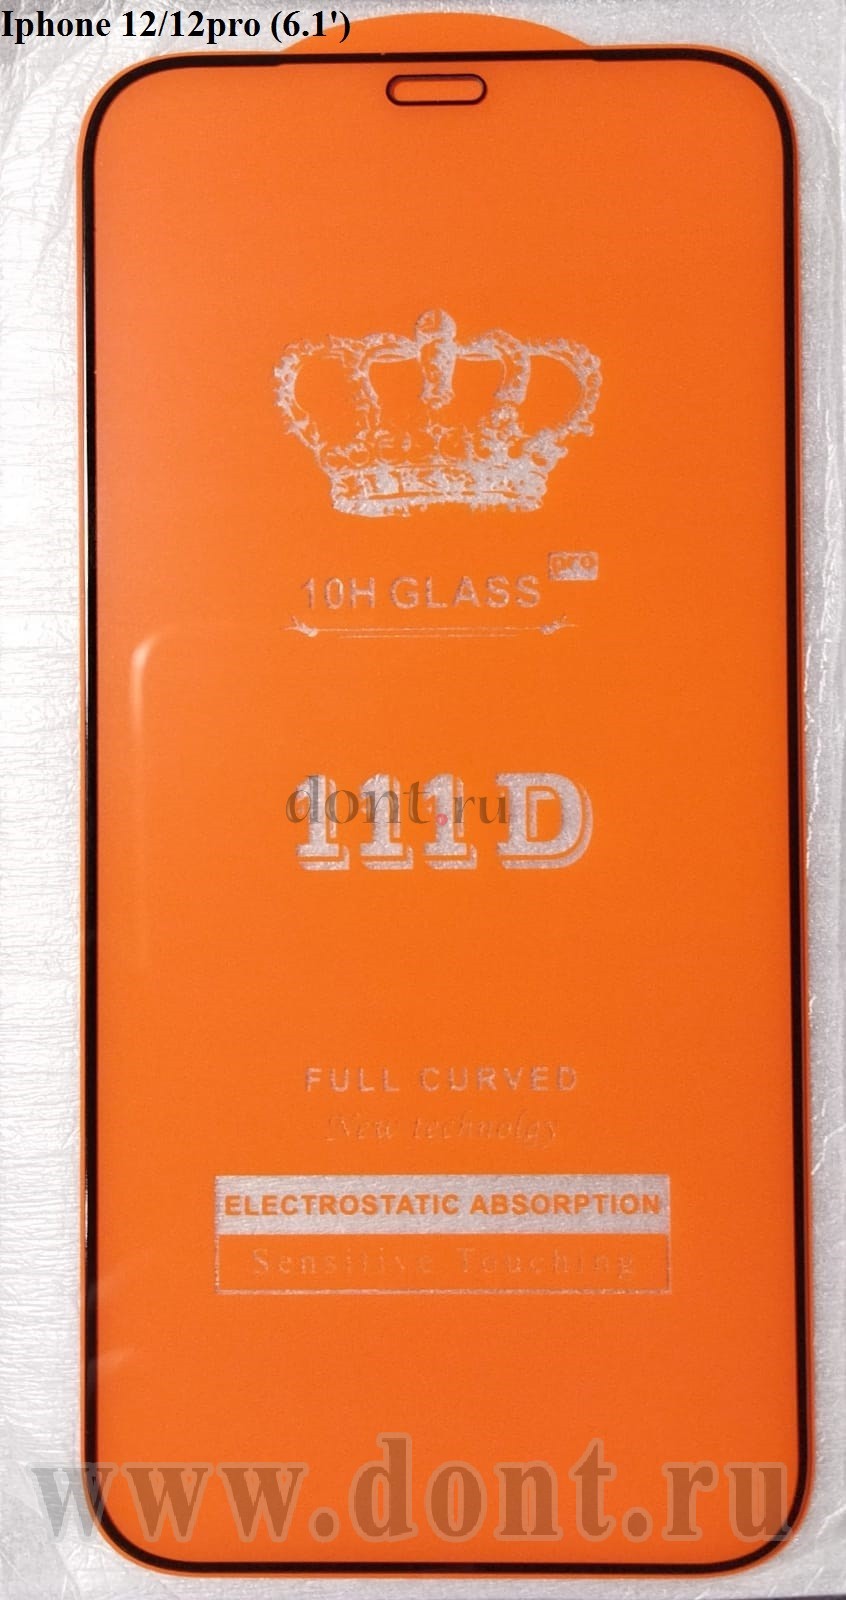 Iphone 12/12pro (6.1')
10H GLASS pro
111D
dont.ru
FULL CURVED
New technolgy
ELECTROSTATIC ABSORPTION
Sensitive Touching
www.dont.ru